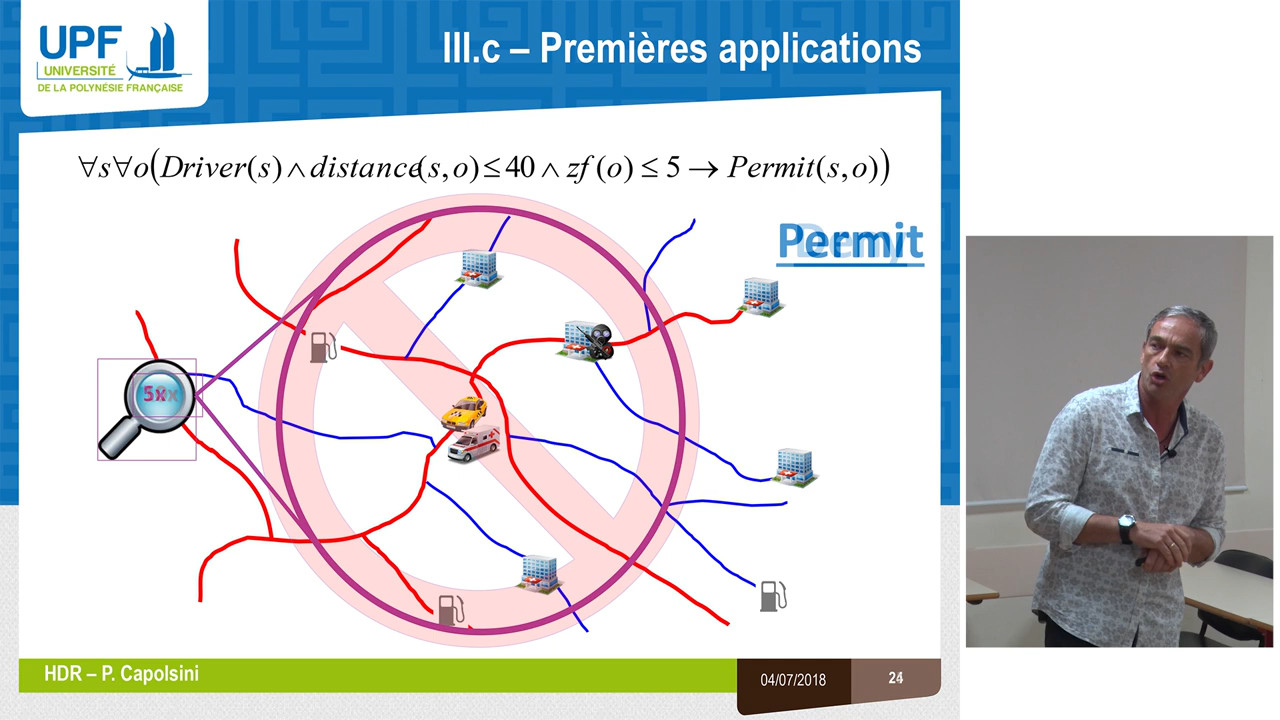 UPF
UNIVERSITÉ
DE LA POLYNÉSIE FRANÇAISE
III.c – Premières applications
∀s∀o(Driver(s) ∧ distance(s, o) ≤ 40 ∧ zf (o) ≤ 5 → Permit(s, o))
Permit
HDR – P. Capolsini
04/07/2018
24